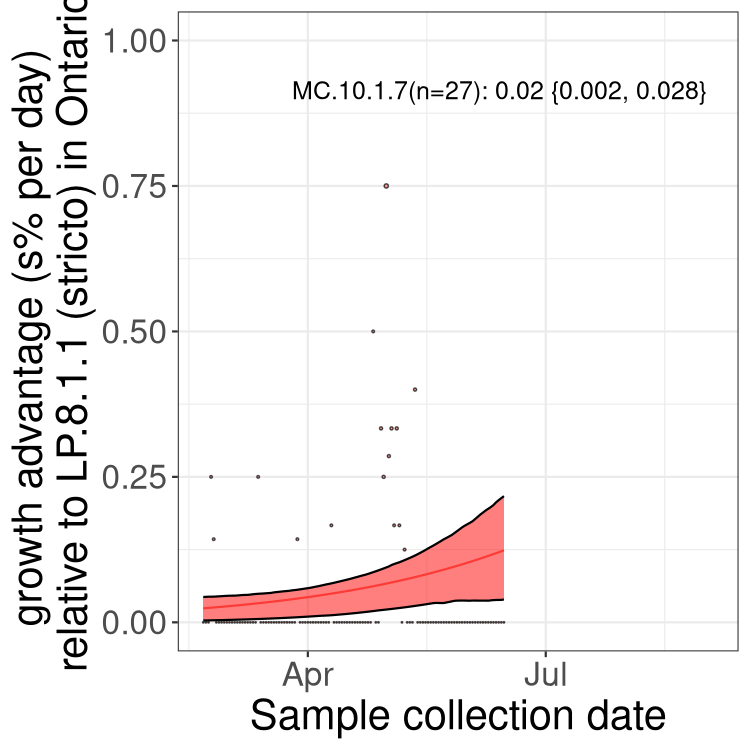 growth advantage (s% per day)
relative to LP.8.1.1 (stricto) in Ontario
1.00
0.75
0.50
0.25
0.00
MC.10.1.7(n=27): 0.02 {0.002, 0.028}
Apr
Jul
Sample collection date